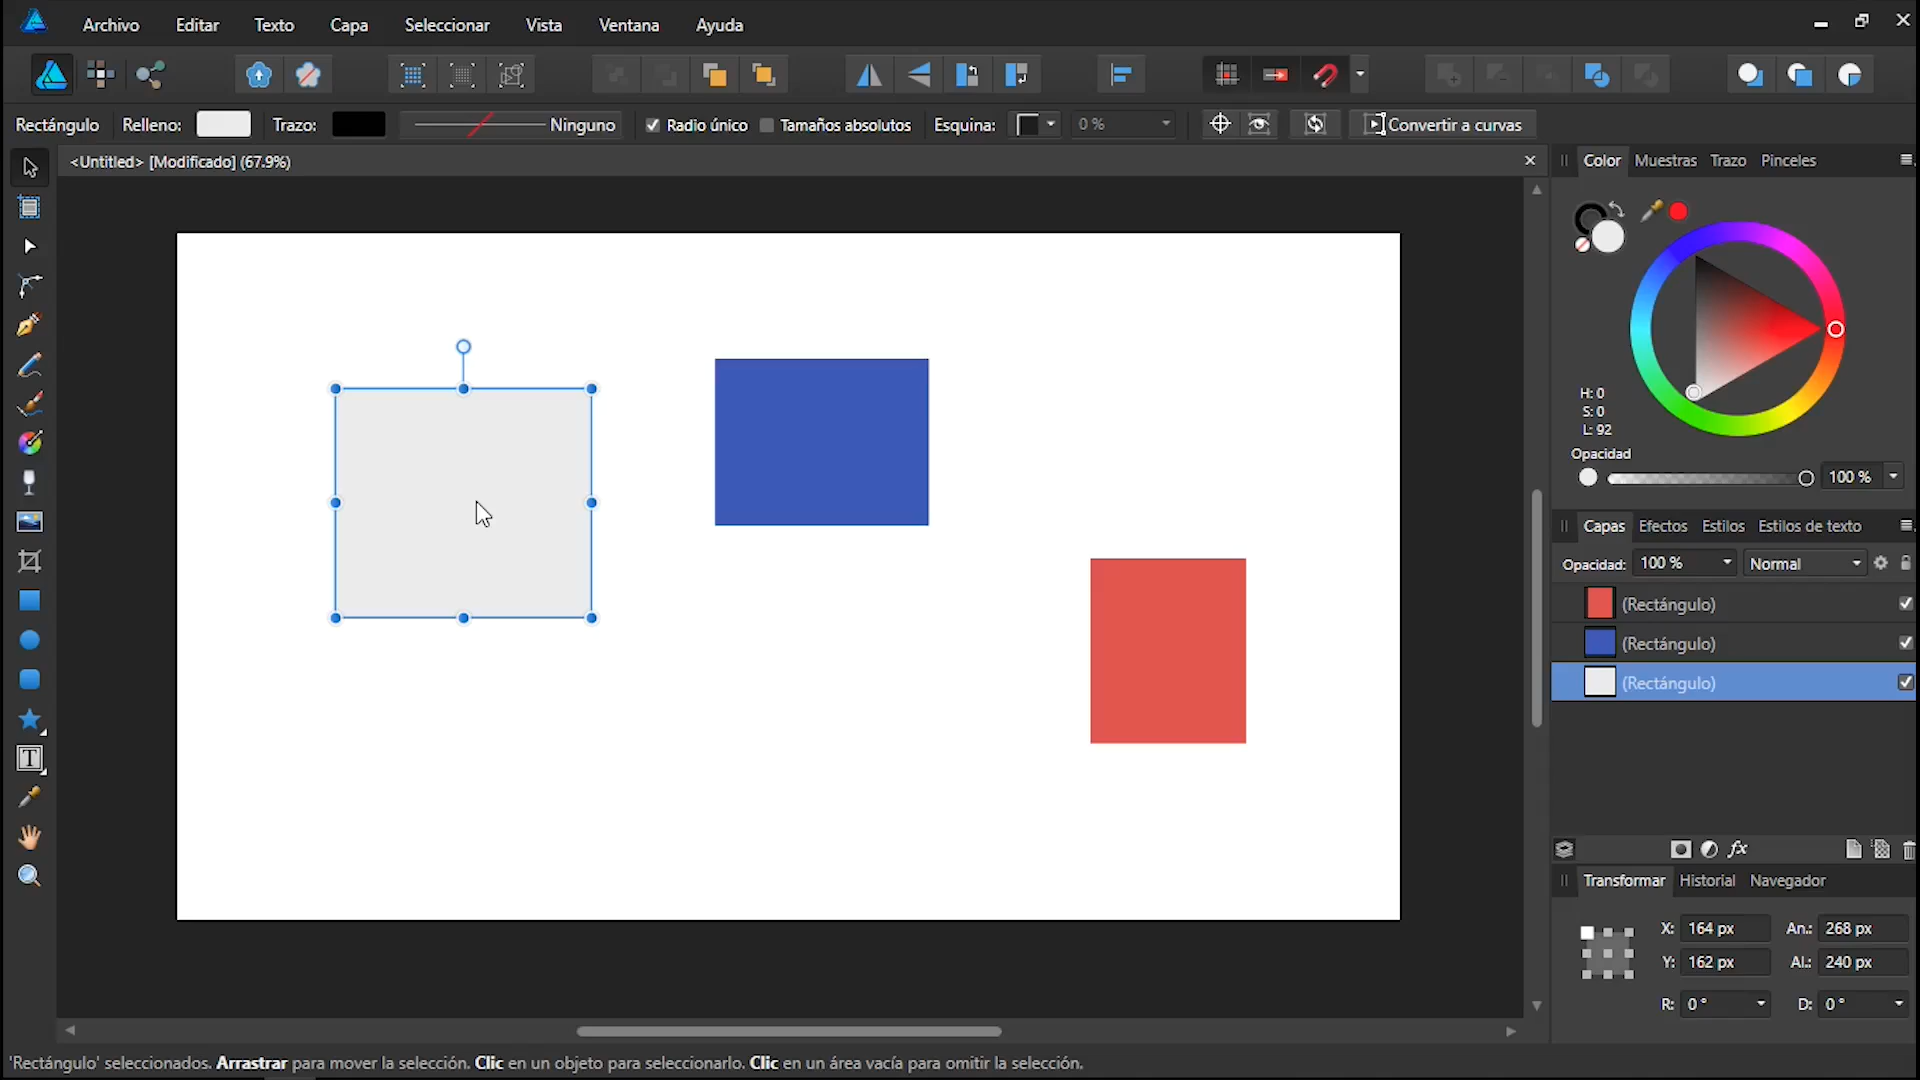 Archivo Editar Texto Capa Seleccionar Vista Ventana Ayuda
Rectángulo Relleno: Trazo: Ninguno Radio único Tamaños absolutos Esquina: 0 % Convertir a curvas
<Untitled> [Modificado] (67.9%)
Color Muestras Trazo Pinceles
H: 0
S: 0
L: 92
Opacidad
100 %
Capas Efectos Estilos Estilos de texto
Opacidad: 100 % Normal
(Rectángulo)
(Rectángulo)
(Rectángulo)
fx
Transformar Historial Navegador
X: 164 px An.: 268 px
Y: 162 px Al.: 240 px
R: 0 ° D: 0 °
'Rectángulo' seleccionados. Arrastrar para mover la selección. Clic en un objeto para seleccionarlo. Clic en un área vacía para omitir la selección.